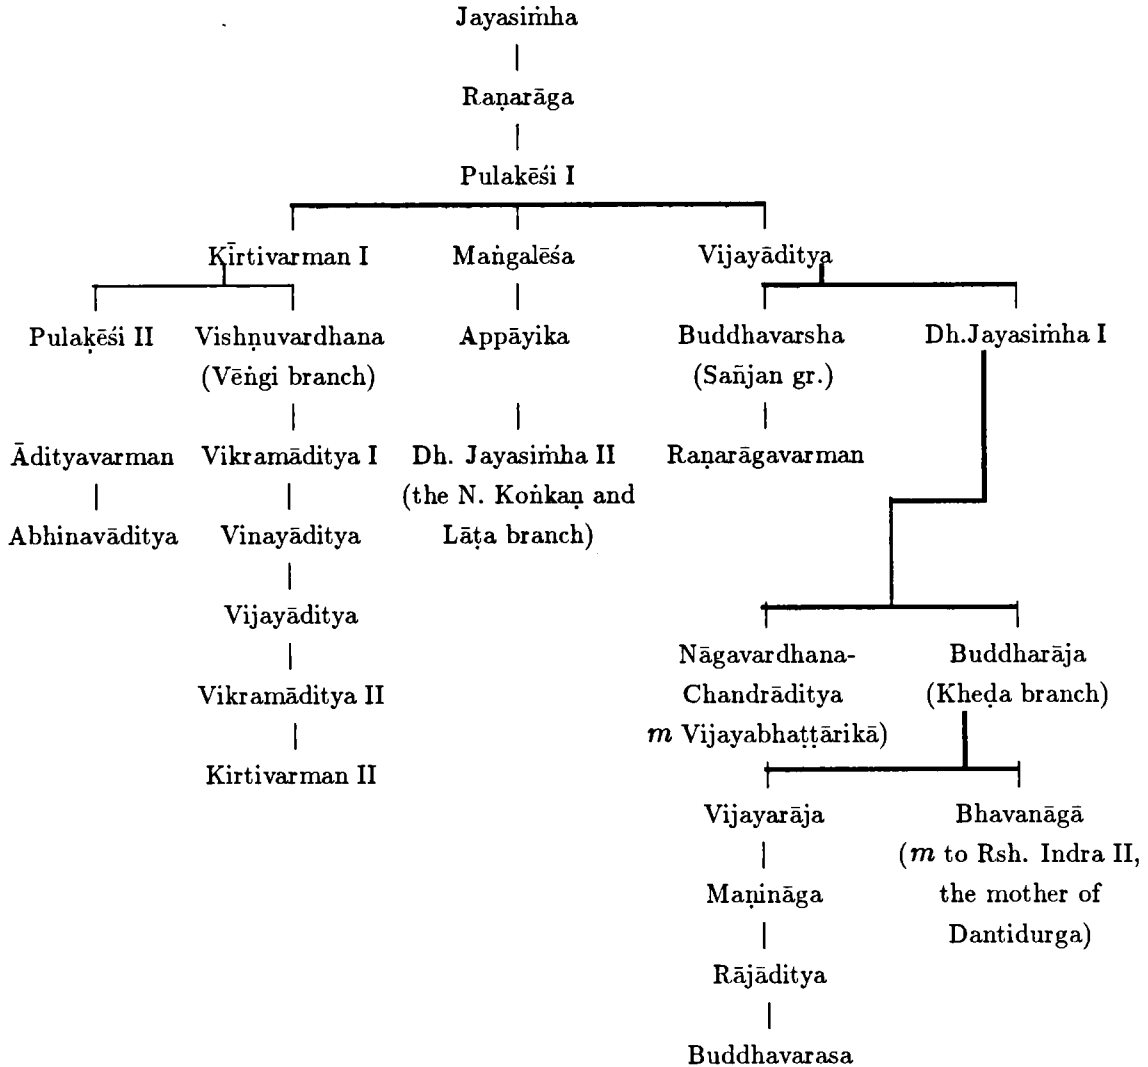 Jayasiṁha
Raṇarāga
Pulakēśi I
Kīrtivarman I Maṅgalēśa Vijayāditya
Pulaḳēśi II Vishṇuvardhana Appāyika Buddhavarsha Dh.Jayasiṁha I
(Vēṅgi branch) (Sañjan gr.)
Ādityavarman Vikramāditya I Dh. Jayasiṁha II Raṇarāgavarman
(the N. Koṅkaṇ and
Abhinavāditya Vinayāditya Lāṭa branch)
Vijayāditya
Nāgavardhana- Buddharāja
Vikramāditya II Chandrāditya (Kheḍa branch)
m Vijayabhaṭṭārikā)
Kirtivarman II
Vijayarāja Bhavanāgā
(m to Rsh. Indra II,
Maṇināga the mother of
Dantidurga)
Rājāditya
Buddhavarasa